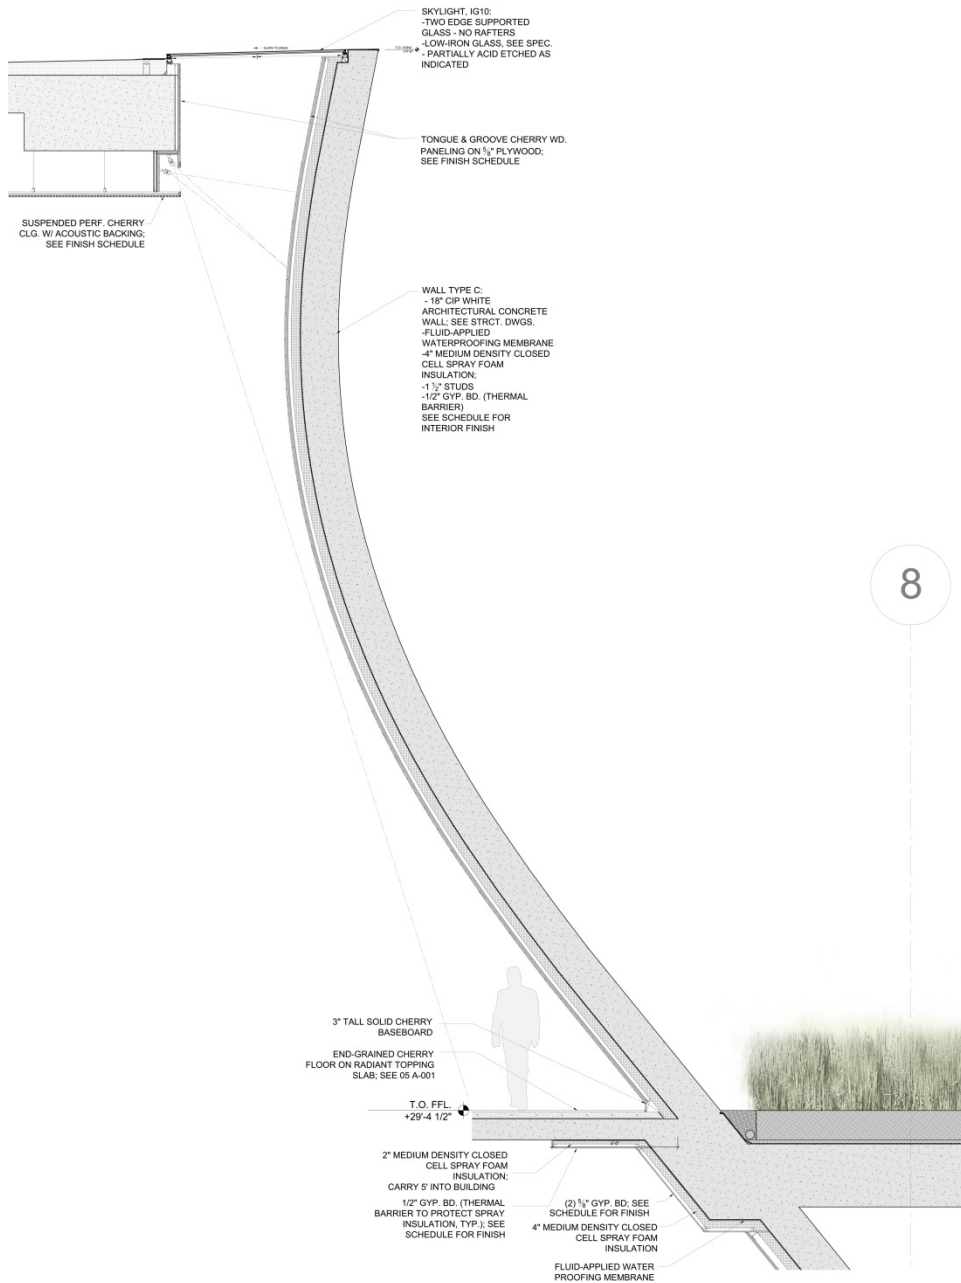 SKYLIGHT, IG10:
-TWO EDGE SUPPORTED
GLASS - NO RAFTERS
-LOW-IRON GLASS, SEE SPEC.
- PARTIALLY ACID ETCHED AS
INDICATED
TONGUE & GROOVE CHERRY WD.
PANELING ON 5/8" PLYWOOD;
SEE FINISH SCHEDULE
SUSPENDED PERF. CHERRY
CLG. W/ ACOUSTIC BACKING;
SEE FINISH SCHEDULE
WALL TYPE C:
- 18" CIP WHITE
ARCHITECTURAL CONCRETE
WALL; SEE STRCT. DWGS.
-FLUID-APPLIED
WATERPROOFING MEMBRANE
-4" MEDIUM DENSITY CLOSED
CELL SPRAY FOAM
INSULATION;
-1 1/2" STUDS
-1/2" GYP. BD. (THERMAL
BARRIER)
SEE SCHEDULE FOR
INTERIOR FINISH
8
3" TALL SOLID CHERRY
BASEBOARD
END-GRAINED CHERRY
FLOOR ON RADIANT TOPPING
SLAB; SEE 05 A-001
T.O. FFL.
+29'-4 1/2"
2" MEDIUM DENSITY CLOSED
CELL SPRAY FOAM
INSULATION;
CARRY 5' INTO BUILDING
1/2" GYP. BD. (THERMAL
BARRIER TO PROTECT SPRAY
INSULATION, TYP.); SEE
SCHEDULE FOR FINISH
(2) 5/8" GYP. BD; SEE
SCHEDULE FOR FINISH
4" MEDIUM DENSITY CLOSED
CELL SPRAY FOAM
INSULATION
FLUID-APPLIED WATER
PROOFING MEMBRANE